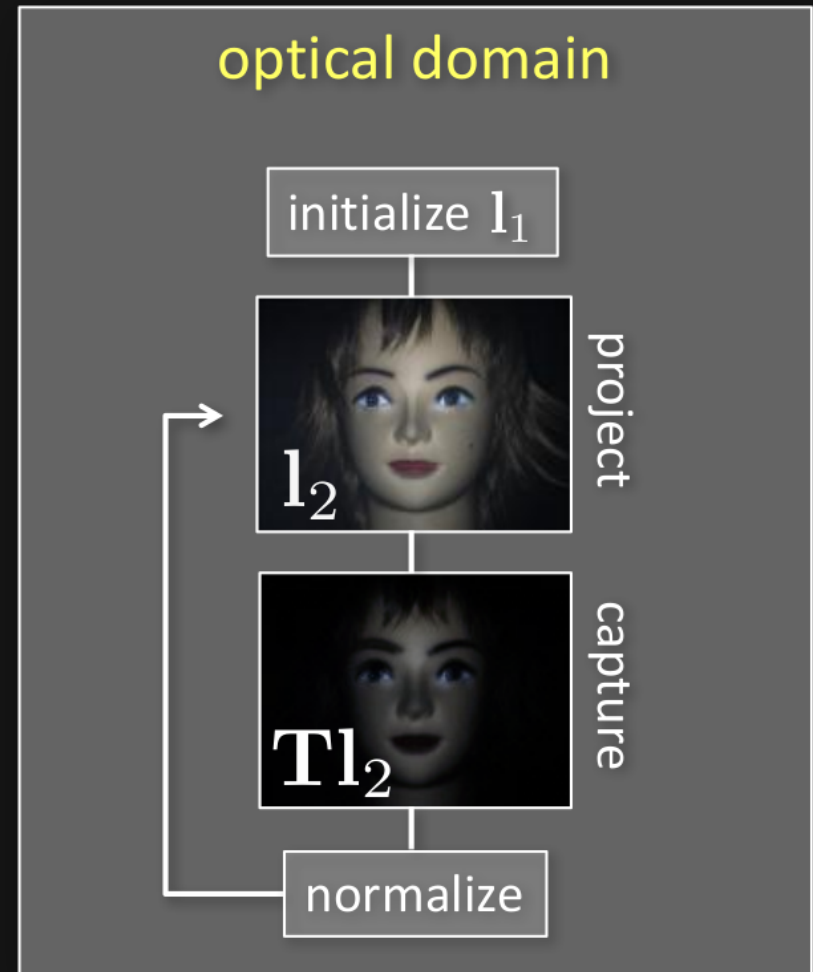 optical domain
initialize l₁
project
l₂
capture
Tl₂
normalize